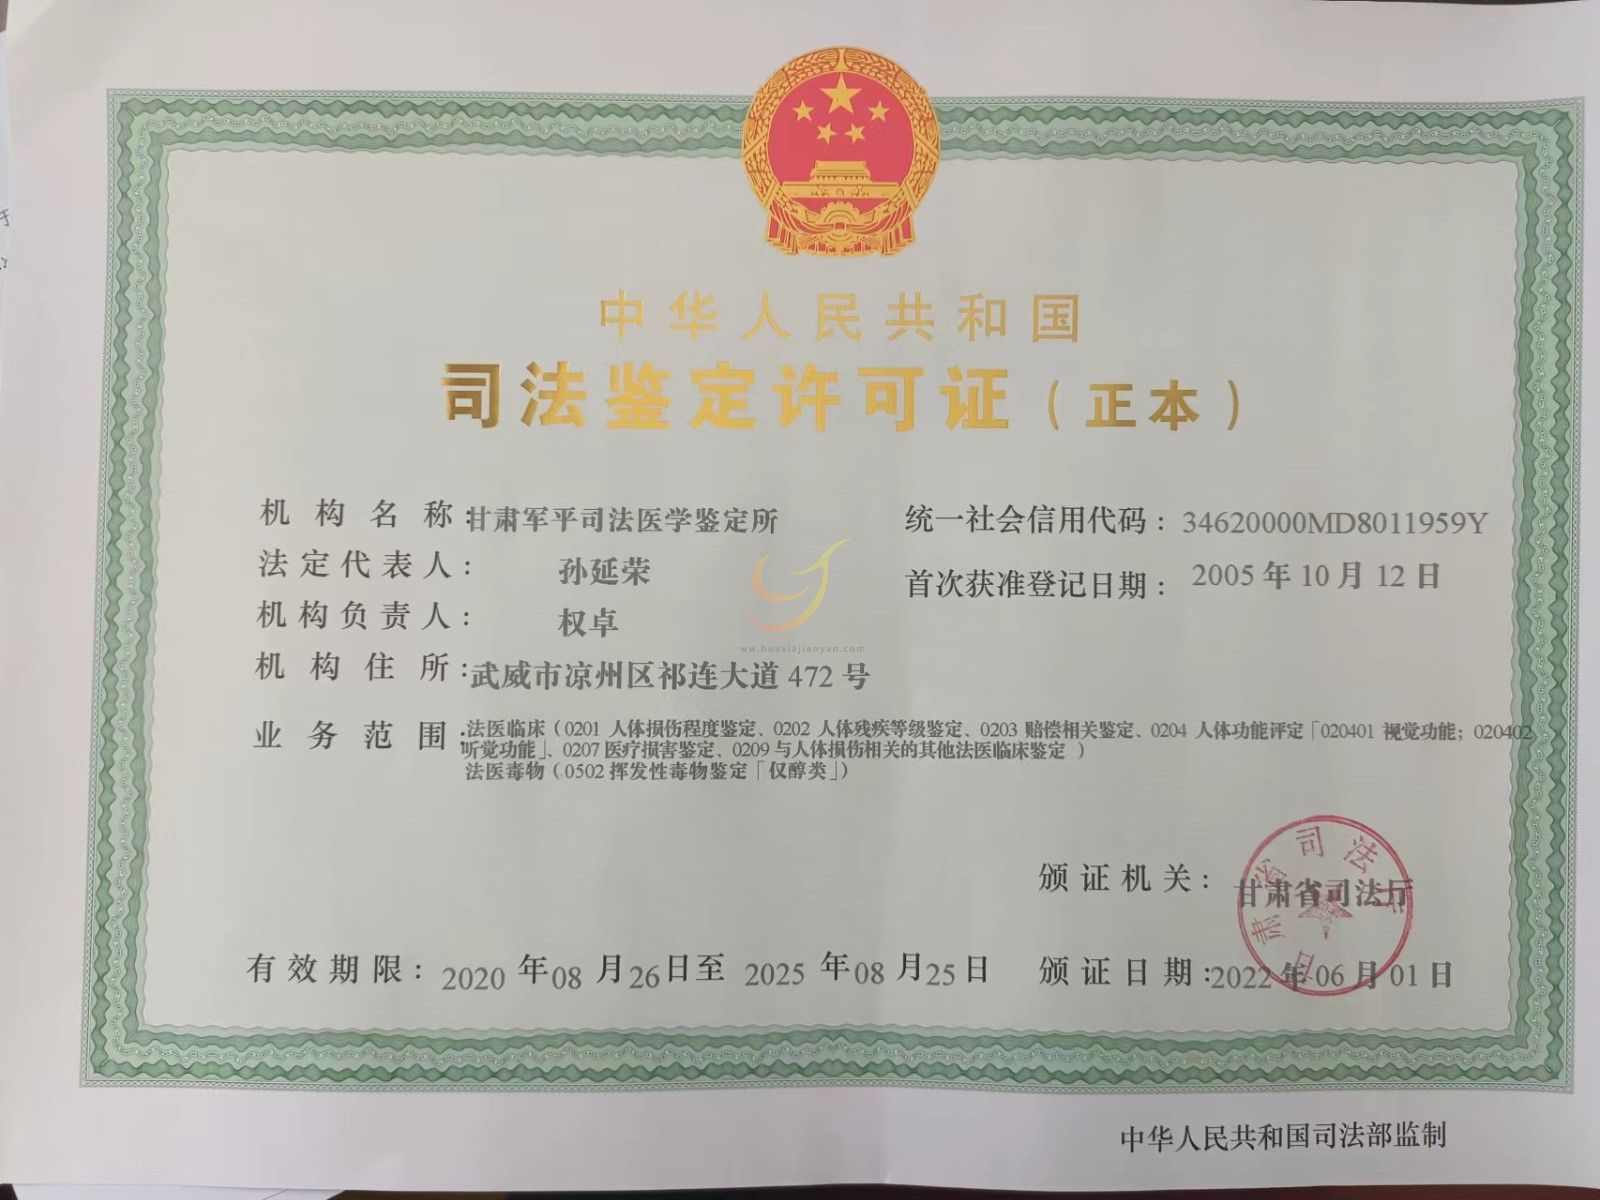 中华人民共和国
司法鉴定许可证（正本）
机构名称：甘肃军平司法医学鉴定所 统一社会信用代码：34620000MD8011959Y
法定代表人：孙延荣 首次获准登记日期：2005年10月12日
机构负责人：权卓
www.huaxiajianyan.com
机构住所：武威市凉州区祁连大道472号
业务范围：法医临床（0201 人体损伤程度鉴定、0202 人体残疾等级鉴定、0203 赔偿相关鉴定、0204 人体功能评定「020401 视觉功能；020402
听觉功能」、0207 医疗损害鉴定、0209 与人体损伤相关的其他法医临床鉴定 ）
法医毒物（0502 挥发性毒物鉴定「仅醇类」）
颁证机关：甘肃省司法厅
甘肃省司法厅
有效期限：2020年08月26日至2025年08月25日 颁证日期：2022年06月01日
中华人民共和国司法部监制